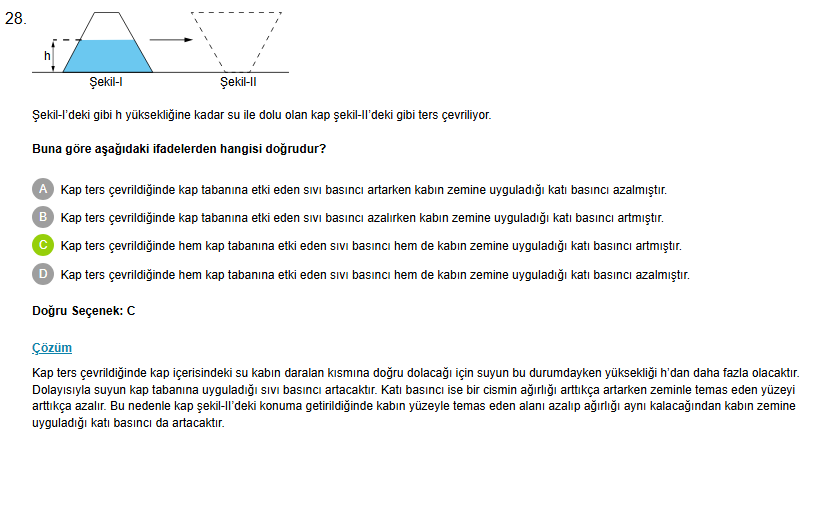 28.
h
Şekil-I Şekil-II
Şekil-I'deki gibi h yüksekliğine kadar su ile dolu olan kap şekil-II'deki gibi ters çevriliyor.
Buna göre aşağıdaki ifadelerden hangisi doğrudur?
A Kap ters çevrildiğinde kap tabanına etki eden sıvı basıncı artarken kabın zemine uyguladığı katı basıncı azalmıştır.
B Kap ters çevrildiğinde kap tabanına etki eden sıvı basıncı azalırken kabın zemine uyguladığı katı basıncı artmıştır.
C Kap ters çevrildiğinde hem kap tabanına etki eden sıvı basıncı hem de kabın zemine uyguladığı katı basıncı artmıştır.
D Kap ters çevrildiğinde hem kap tabanına etki eden sıvı basıncı hem de kabın zemine uyguladığı katı basıncı azalmıştır.
Doğru Seçenek: C
Çözüm
Kap ters çevrildiğinde kap içerisindeki su kabın daralan kısmına doğru dolacağı için suyun bu durumdayken yüksekliği h'dan daha fazla olacaktır.
Dolayısıyla suyun kap tabanına uyguladığı sıvı basıncı artacaktır. Katı basıncı ise bir cismin ağırlığı arttıkça artarken zeminle temas eden yüzeyi
arttıkça azalır. Bu nedenle kap şekil-II'deki konuma getirildiğinde kabın yüzeyle temas eden alanı azalıp ağırlığı aynı kalacağından kabın zemine
uyguladığı katı basıncı da artacaktır.